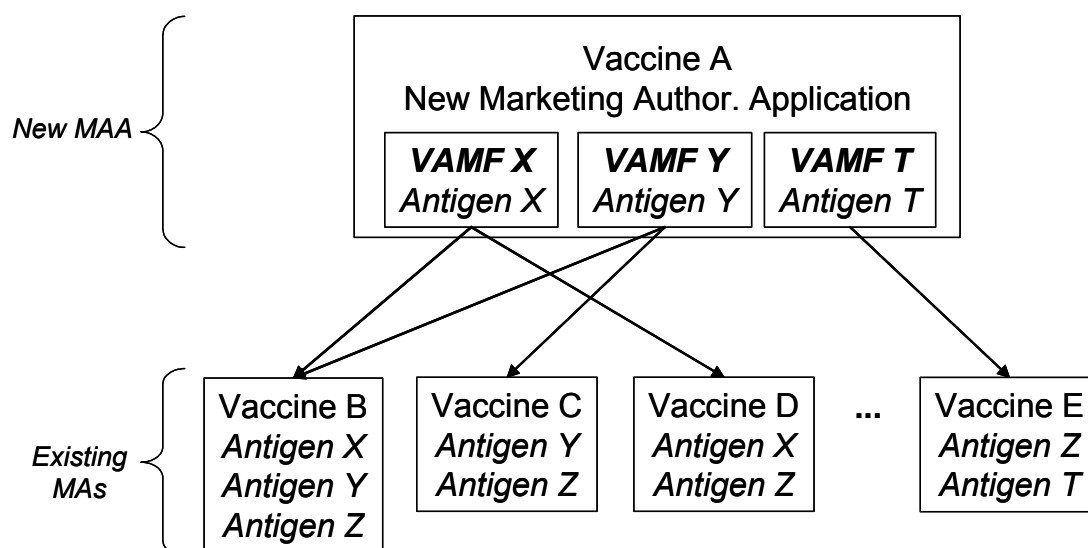 Vaccine A
New Marketing Author. Application
New MAA
VAMF X
Antigen X
VAMF Y
Antigen Y
VAMF T
Antigen T
Existing
MAs
Vaccine B
Antigen X
Antigen Y
Antigen Z
Vaccine C
Antigen Y
Antigen Z
Vaccine D
Antigen X
Antigen Z
...
Vaccine E
Antigen Z
Antigen T